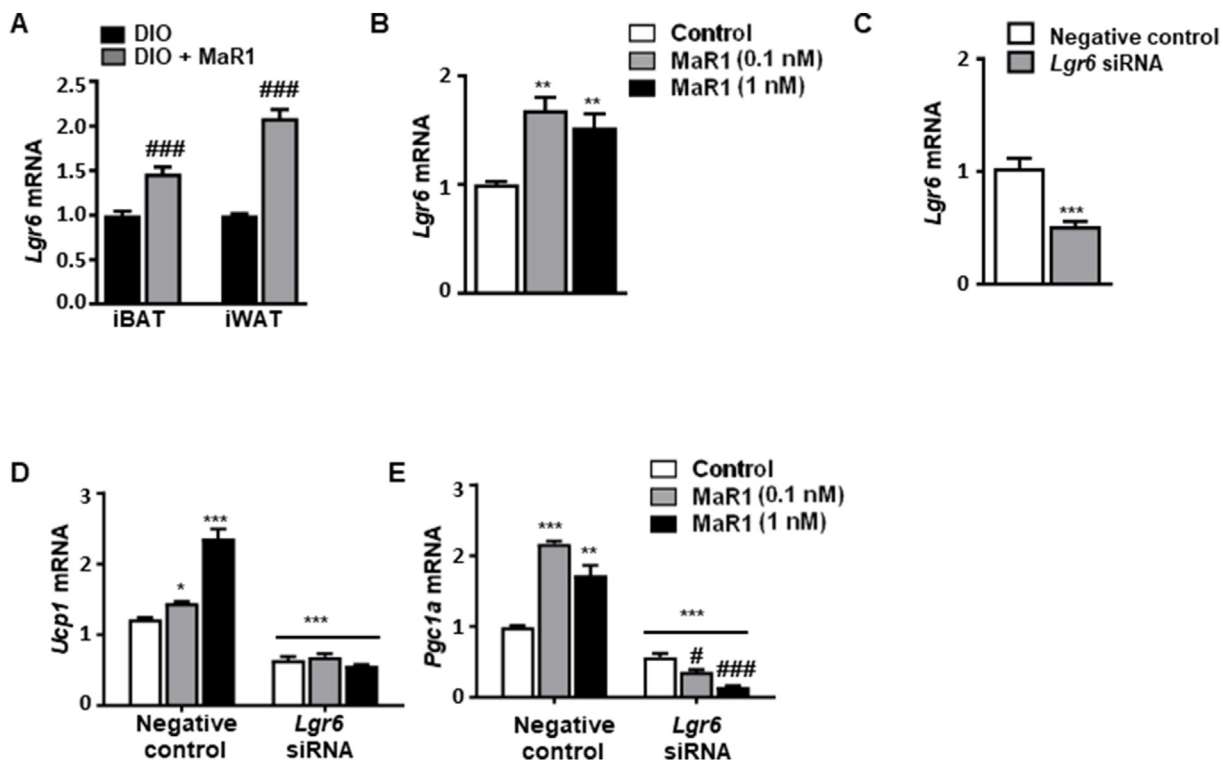 A
DIO
DIO + MaR1
Lgr6 mRNA
2.5
2.0
1.5
1.0
0.5
0.0
###
###
iBAT
iWAT
B
Control
MaR1 (0.1 nM)
MaR1 (1 nM)
Lgr6 mRNA
2
1
0
**
**
C
Negative control
Lgr6 siRNA
Lgr6 mRNA
2
1
0
***
D
Ucp1 mRNA
3
2
1
0
*
***
***
Negative
control
Lgr6
siRNA
E
Control
MaR1 (0.1 nM)
MaR1 (1 nM)
Pgc1a mRNA
3
2
1
0
***
**
***
#
###
Negative
control
Lgr6
siRNA